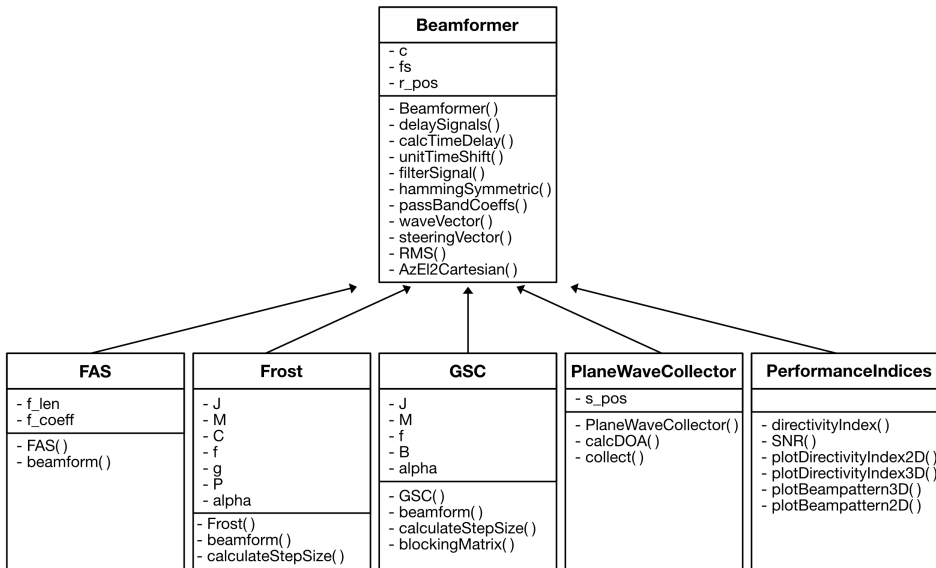 Beamformer
- c
- fs
- r_pos
- Beamformer( )
- delaySignals( )
- calcTimeDelay( )
- unitTimeShift( )
- filterSignal( )
- hammingSymmetric( )
- passBandCoeffs( )
- waveVector( )
- steeringVector( )
- RMS( )
- AzEl2Cartesian( )
FAS
- f_len
- f_coeff
- FAS( )
- beamform( )
Frost
- J
- M
- C
- f
- g
- P
- alpha
- Frost( )
- beamform( )
- calculateStepSize( )
GSC
- J
- M
- f
- B
- alpha
- GSC( )
- beamform( )
- calculateStepSize( )
- blockingMatrix( )
PlaneWaveCollector
- s_pos
- PlaneWaveCollector( )
- calcDOA( )
- collect( )
PerformanceIndices
- directivityIndex( )
- SNR( )
- plotDirectivityIndex2D( )
- plotDirectivityIndex3D( )
- plotBeampattern3D( )
- plotBeampattern2D( )